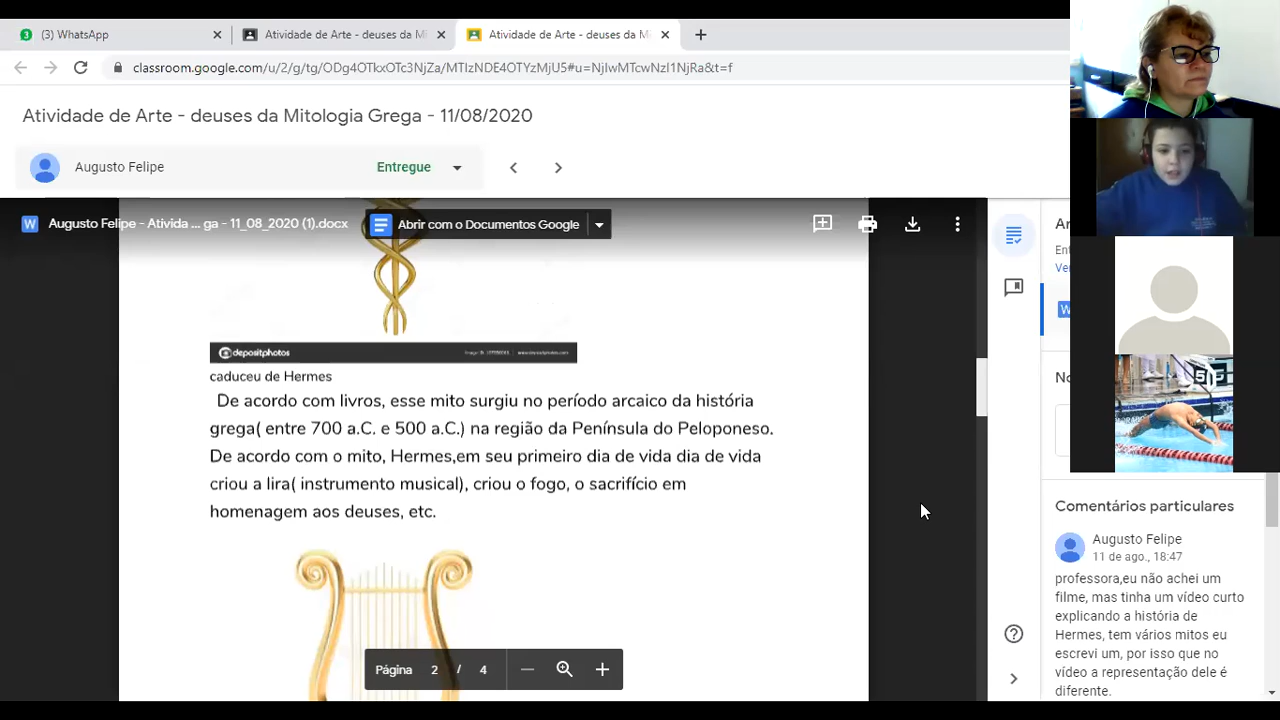 (3) WhatsApp
Atividade de Arte - deuses da Mi
Atividade de Arte - deuses da M
classroom.google.com/u/2/g/tg/
Atividade de Arte - deuses da Mitologia Grega - 11/08/2020
Augusto Felipe
Entregue
Augusto Felipe - Ativida ... ga - 11_08_2020 (1).docx
Abrir com o Documentos Google
depositphotos
caduceu de Hermes
De acordo com livros, esse mito surgiu no período arcaico da história
grega( entre 700 a.C. e 500 a.C.) na região da Península do Peloponeso.
De acordo com o mito, Hermes,em seu primeiro dia de vida dia de vida
criou a lira( instrumento musical), criou o fogo, o sacrifício em
homenagem aos deuses, etc.
Página 2 / 4
Ar
Ent
Ver
No
Comentários particulares
Augusto Felipe
11 de ago., 18:47
professora,eu não achei um
filme, mas tinha um vídeo curto
explicando a história de
Hermes, tem vários mitos eu
escrevi um, por isso que no
vídeo a representação dele é
diferente.